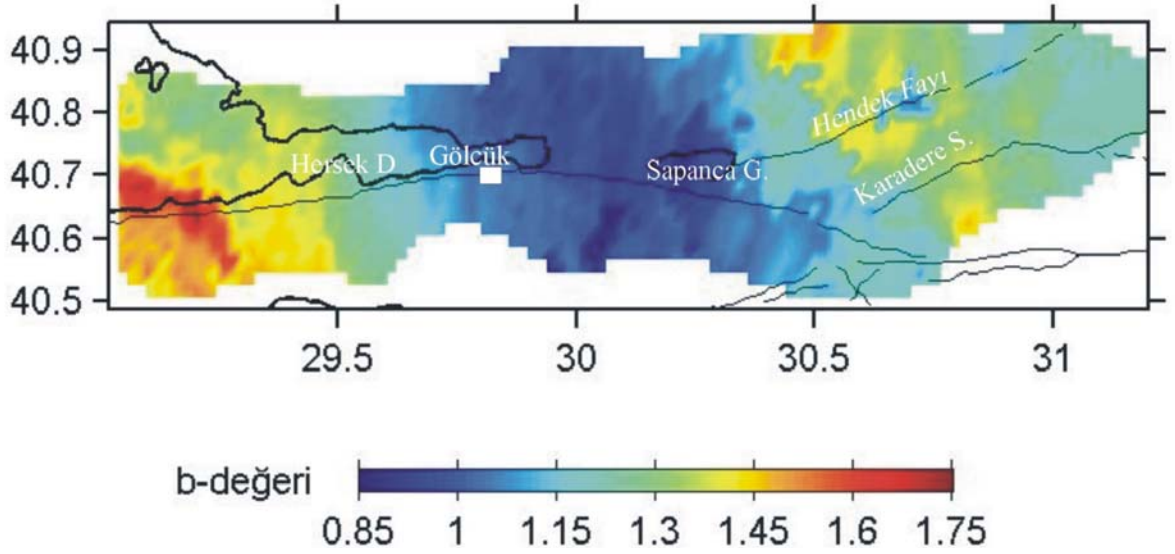 40.9
40.8
40.7
40.6
40.5
Hendek Fayı
Hersek D
Gölcük
Sapanca G.
Karadere S.
29.5 30 30.5 31
b-değeri
0.85 1 1.15 1.3 1.45 1.6 1.75